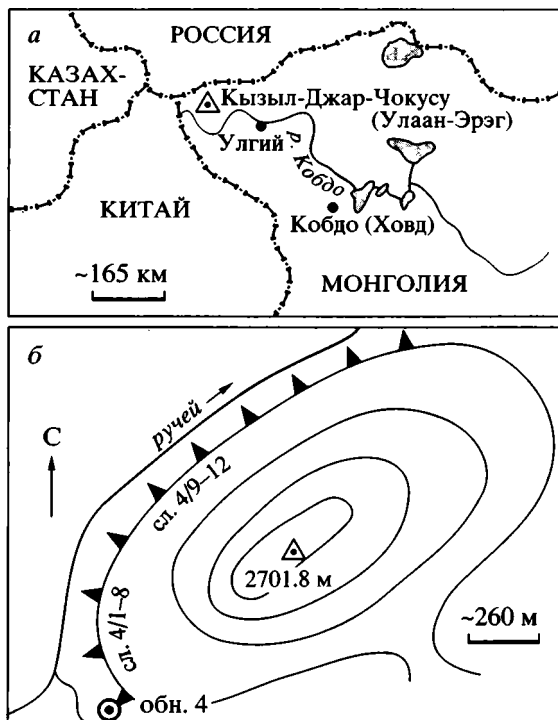 а
РОССИЯ
КАЗАХ-
СТАН
Кызыл-Джар-Чокусу
(Улаан-Эрэг)
Улгий
р. Кобдо
КИТАЙ
Кобдо (Ховд)
~165 км
МОНГОЛИЯ
б
ручей
С
сл. 4/9–12
2701.8 м
сл. 4/1–8
~260 м
обн. 4